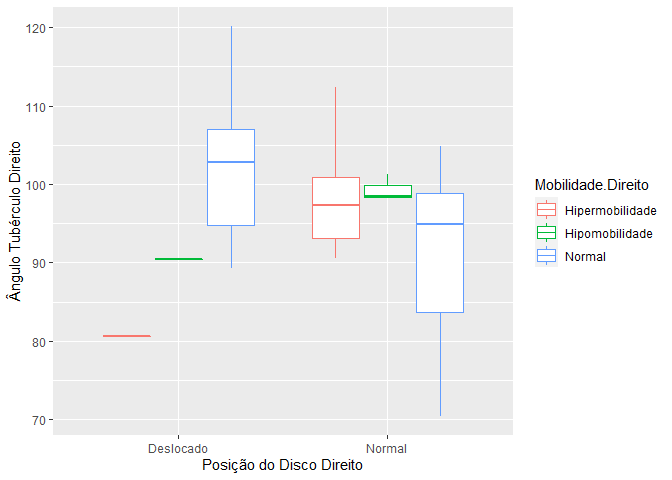 120
110
100
90
80
70
Ângulo Tubérculo Direito
Deslocado
Normal
Posição do Disco Direito
Mobilidade.Direito
Hipermobilidade
Hipomobilidade
Normal